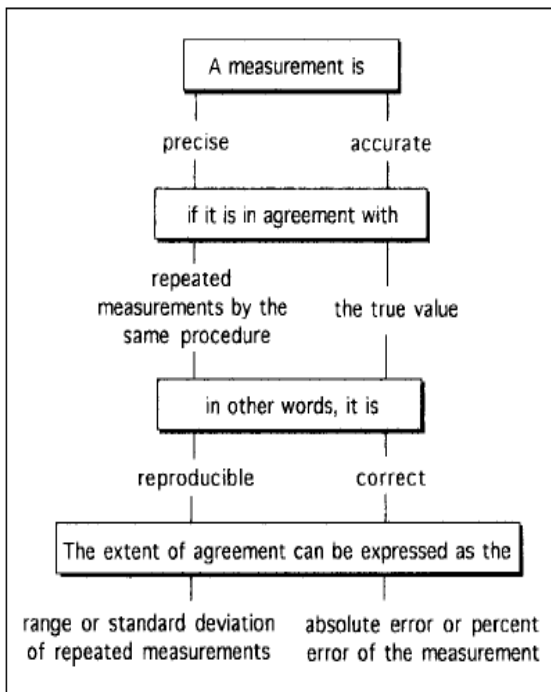 A measurement is
precise
accurate
if it is in agreement with
repeated
measurements by the
same procedure
the true value
in other words, it is
reproducible
correct
The extent of agreement can be expressed as the
range or standard deviation
of repeated measurements
absolute error or percent
error of the measurement